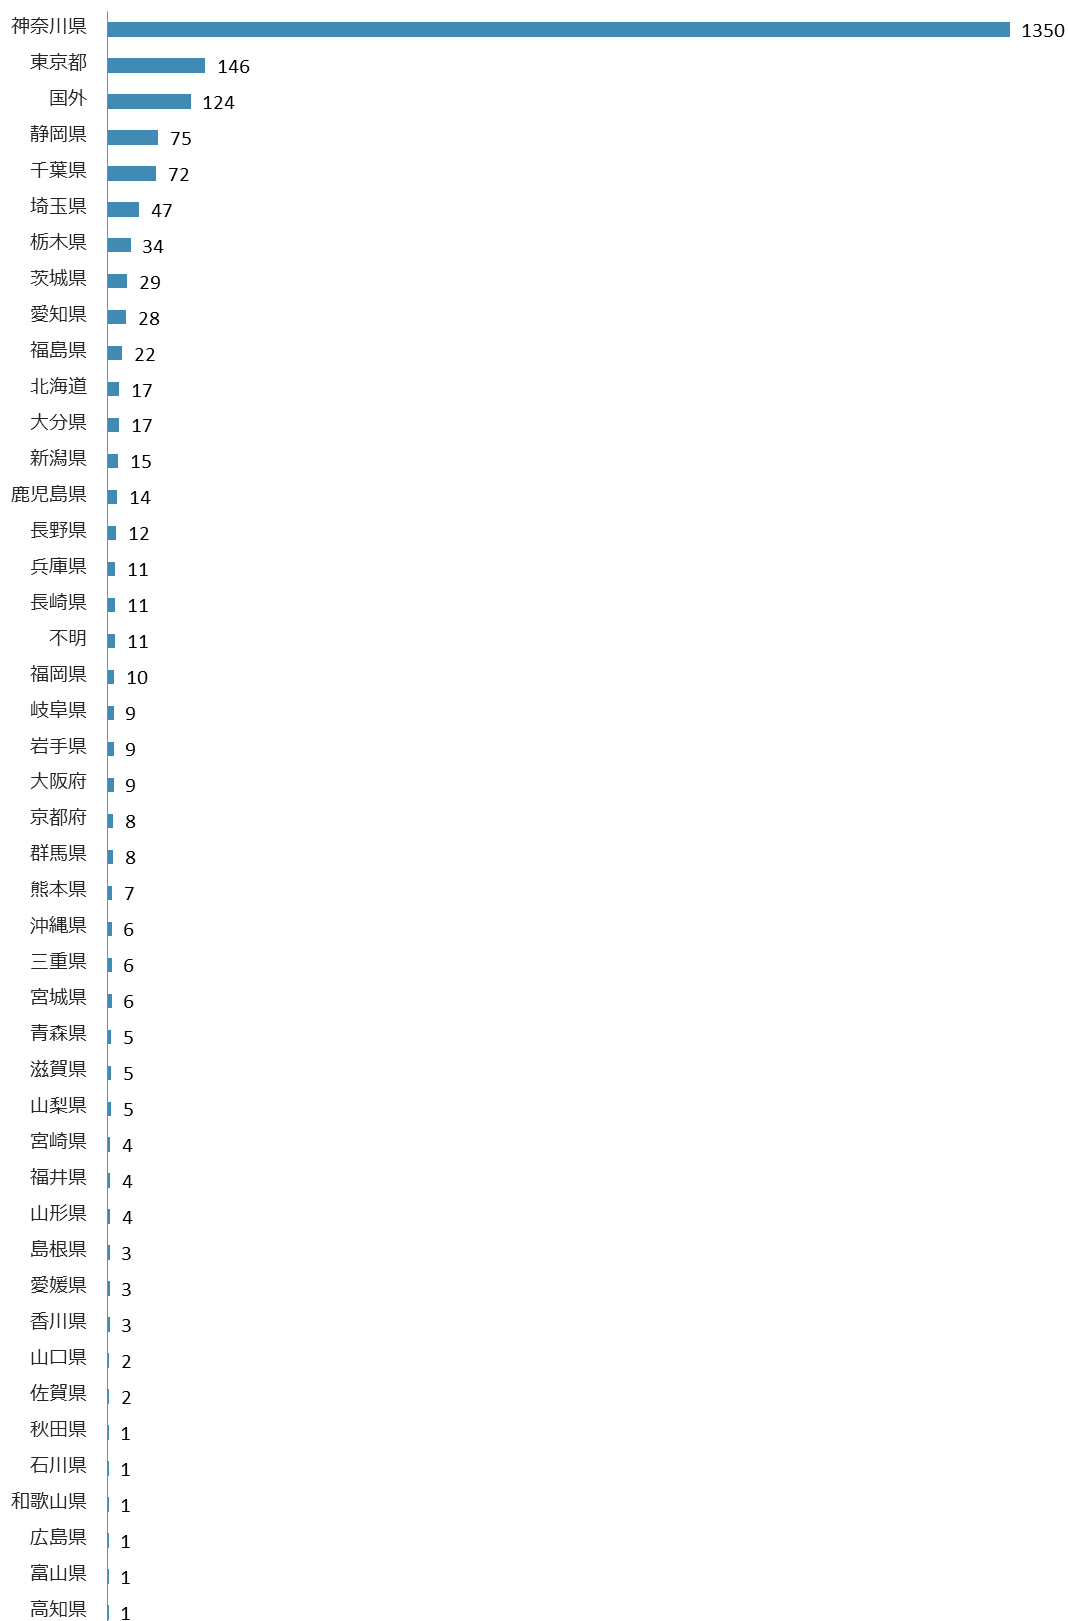 神奈川県 1350
東京都 146
国外 124
静岡県 75
千葉県 72
埼玉県 47
栃木県 34
茨城県 29
愛知県 28
福島県 22
北海道 17
大分県 17
新潟県 15
鹿児島県 14
長野県 12
兵庫県 11
長崎県 11
不明 11
福岡県 10
岐阜県 9
岩手県 9
大阪府 9
京都府 8
群馬県 8
熊本県 7
沖縄県 6
三重県 6
宮城県 6
青森県 5
滋賀県 5
山梨県 5
宮崎県 4
福井県 4
山形県 4
島根県 3
愛媛県 3
香川県 3
山口県 2
佐賀県 2
秋田県 1
石川県 1
和歌山県 1
広島県 1
富山県 1
高知県 1